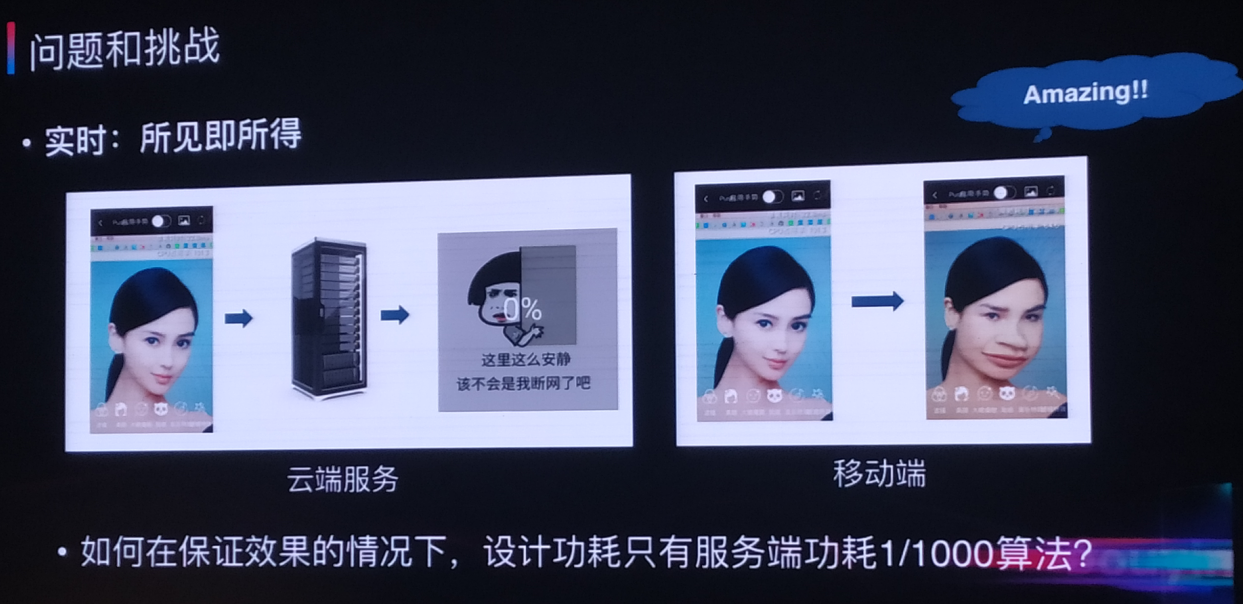 问题和挑战
Amazing!!
• 实时：所见即所得
0%
这里这么安静
该不会是我断网了吧
云端服务
移动端
• 如何在保证效果的情况下，设计功耗只有服务端功耗1/1000算法？